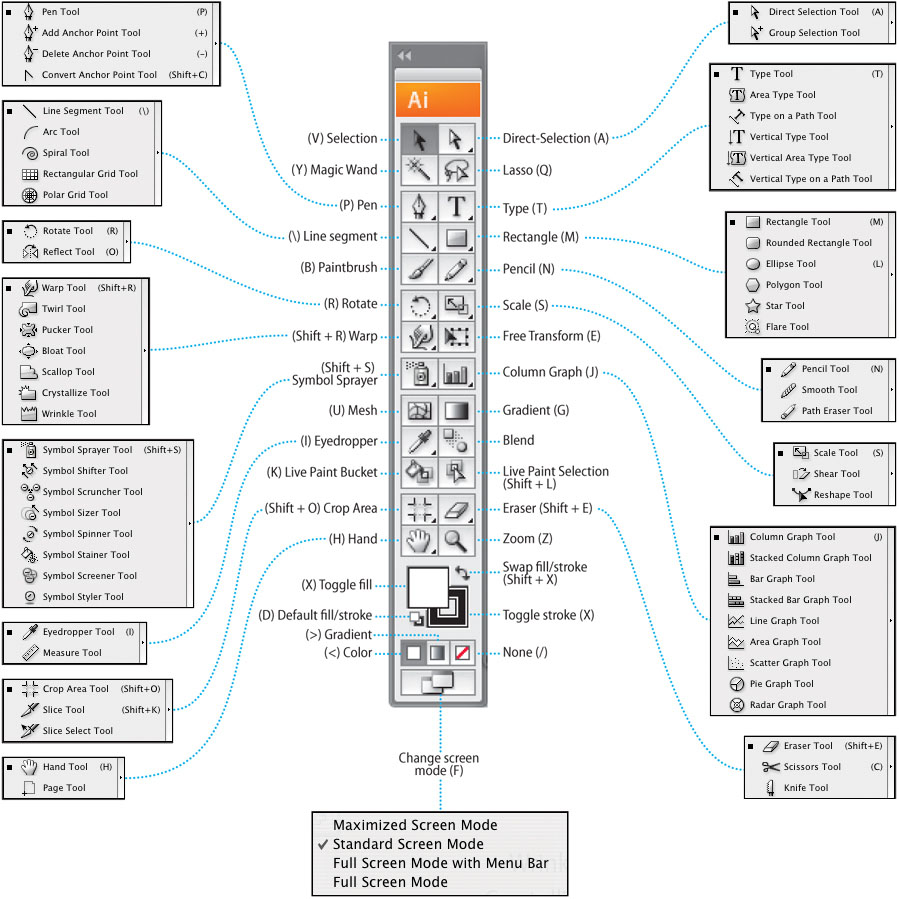 Pen Tool (P)
Add Anchor Point Tool (+)
Delete Anchor Point Tool (–)
Convert Anchor Point Tool (Shift+C)
Line Segment Tool (\)
Arc Tool
Spiral Tool
Rectangular Grid Tool
Polar Grid Tool
Rotate Tool (R)
Reflect Tool (O)
Warp Tool (Shift+R)
Twirl Tool
Pucker Tool
Bloat Tool
Scallop Tool
Crystallize Tool
Wrinkle Tool
Symbol Sprayer Tool (Shift+S)
Symbol Shifter Tool
Symbol Scruncher Tool
Symbol Sizer Tool
Symbol Spinner Tool
Symbol Stainer Tool
Symbol Screener Tool
Symbol Styler Tool
Eyedropper Tool (I)
Measure Tool
Crop Area Tool (Shift+O)
Slice Tool (Shift+K)
Slice Select Tool
Hand Tool (H)
Page Tool
Ai
(V) Selection
(Y) Magic Wand
(P) Pen
(\) Line segment
(B) Paintbrush
(R) Rotate
(Shift + R) Warp
(Shift + S)
Symbol Sprayer
(U) Mesh
(I) Eyedropper
(K) Live Paint Bucket
(Shift + O) Crop Area
(H) Hand
(X) Toggle fill
(D) Default fill/stroke
(>) Gradient
(<) Color
T
Direct-Selection (A)
Lasso (Q)
Type (T)
Rectangle (M)
Pencil (N)
Scale (S)
Free Transform (E)
Column Graph (J)
Gradient (G)
Blend
Live Paint Selection
(Shift + L)
Eraser (Shift + E)
Zoom (Z)
Swap fill/stroke
(Shift + X)
Toggle stroke (X)
None (/)
Change screen
mode (F)
Maximized Screen Mode
Standard Screen Mode
Full Screen Mode with Menu Bar
Full Screen Mode
Direct Selection Tool (A)
Group Selection Tool
T Type Tool (T)
T Area Type Tool
Type on a Path Tool
T Vertical Type Tool
T Vertical Area Type Tool
Vertical Type on a Path Tool
Rectangle Tool (M)
Rounded Rectangle Tool
Ellipse Tool (L)
Polygon Tool
Star Tool
Flare Tool
Pencil Tool (N)
Smooth Tool
Path Eraser Tool
Scale Tool (S)
Shear Tool
Reshape Tool
Column Graph Tool (J)
Stacked Column Graph Tool
Bar Graph Tool
Stacked Bar Graph Tool
Line Graph Tool
Area Graph Tool
Scatter Graph Tool
Pie Graph Tool
Radar Graph Tool
Eraser Tool (Shift+E)
Scissors Tool (C)
Knife Tool